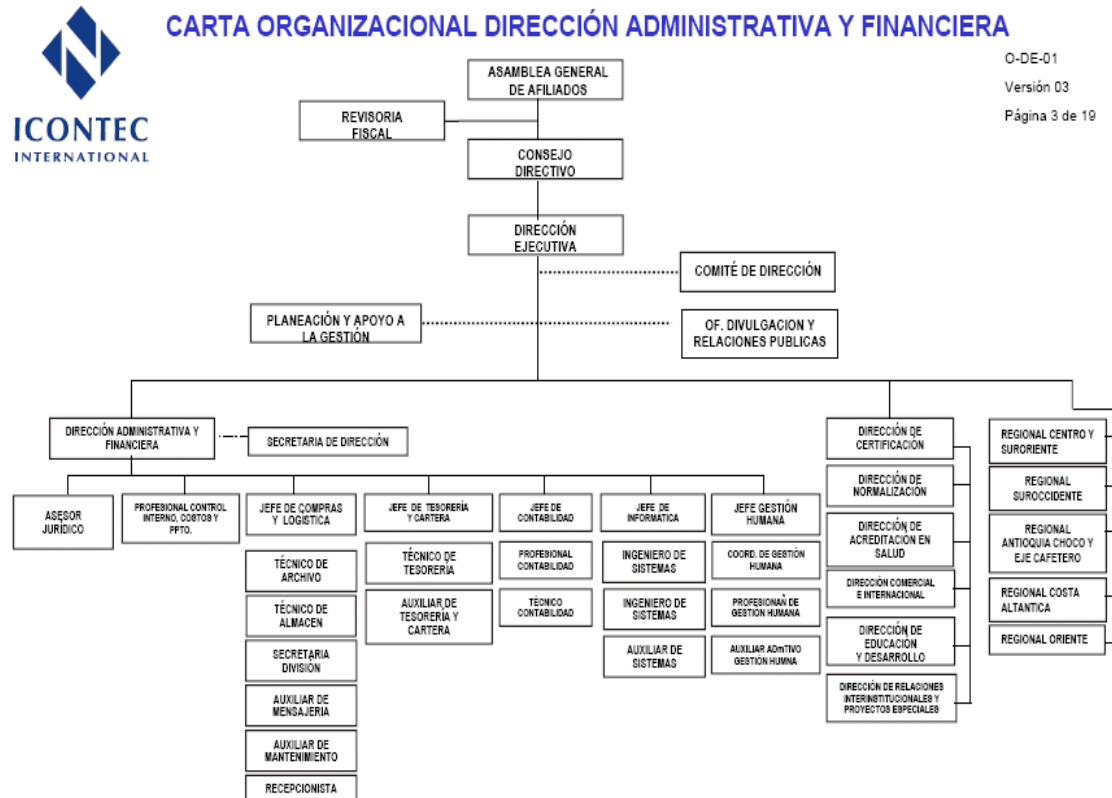 CARTA ORGANIZACIONAL DIRECCIÓN ADMINISTRATIVA Y FINANCIERA
ICONTEC
INTERNATIONAL
O-DE-01
Versión 03
Página 3 de 19
ASAMBLEA GENERAL
DE AFILIADOS
REVISORIA
FISCAL
CONSEJO
DIRECTIVO
DIRECCIÓN
EJECUTIVA
COMITÉ DE DIRECCIÓN
PLANEACIÓN Y APOYO A
LA GESTIÓN
OF. DIVULGACION Y
RELACIONES PUBLICAS
DIRECCIÓN ADMINISTRATIVA Y
FINANCIERA
SECRETARIA DE DIRECCIÓN
ASESOR
JURÍDICO
PROFESIONAL CONTROL
INTERNO, COSTOS Y
PPTO.
JEFE DE COMPRAS
Y LOGISTICA
TÉCNICO DE
ARCHIVO
TÉCNICO DE
ALMACEN
SECRETARIA
DIVISIÓN
AUXILIAR DE
MENSAJERIA
AUXILIAR DE
MANTENIMIENTO
RECEPCIONISTA
JEFE DE TESORERÍA
Y CARTERA
TÉCNICO DE
TESORERÍA
AUXILIAR DE
TESORERÍA Y
CARTERA
JEFE DE
CONTABILIDAD
PROFESIONAL
CONTABILIDAD
TÉCNICO
CONTABILIDAD
JEFE DE
INFORMATICA
INGENIERO DE
SISTEMAS
INGENIERO DE
SISTEMAS
AUXILIAR DE
SISTEMAS
JEFE GESTIÓN
HUMANA
COORD. DE GESTIÓN
HUMANA
PROFESIONAÑ DE
GESTIÓN HUMANA
AUXILIAR ADmTIVO
GESTIÓN HUMNA
DIRECCIÓN DE
CERTIFICACIÓN
DIRECCIÓN DE
NORMALIZACIÓN
DIRECCIÓN DE
ACREDITACIÓN EN
SALUD
DIRECCIÓN COMERCIAL
E INTERNACIONAL
DIRECCIÓN DE
EDUCACIÓN
Y DESARROLLO
DIRECCIÓN DE RELACIONES
INTERINSTITUCIONALES Y
PROYECTOS ESPECIALES
REGIONAL CENTRO Y
SURORIENTE
REGIONAL
SUROCCIDENTE
REGIONAL
ANTIOQUIA CHOCO Y
EJE CAFETERO
REGIONAL COSTA
ALTANTICA
REGIONAL ORIENTE